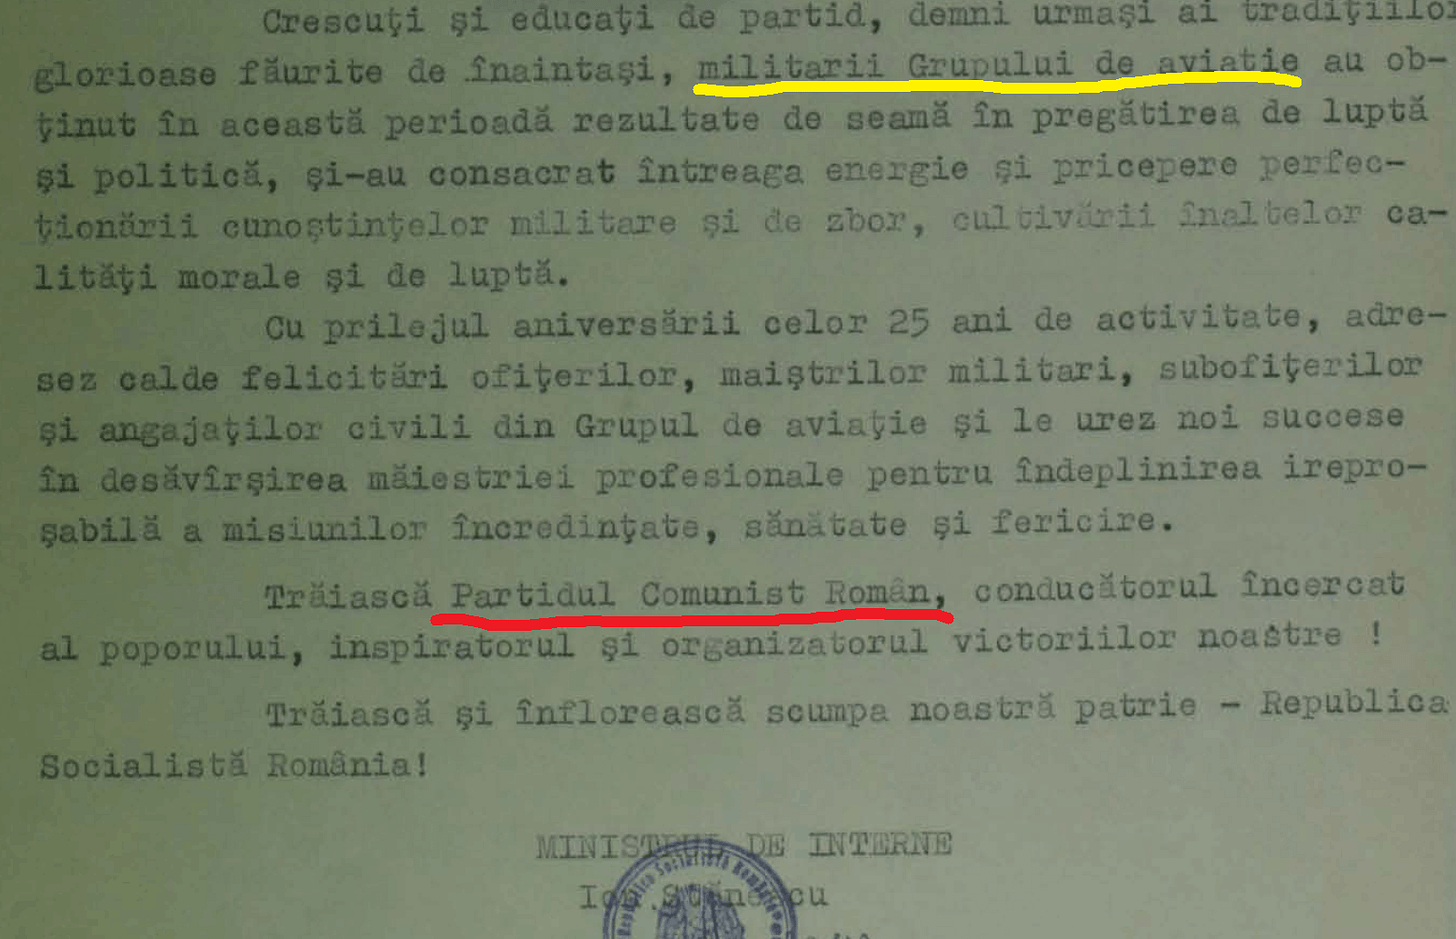 Crescuţi şi educaţi de partid, demni urmaşi ai tradiţiilor
glorioase făurite de înaintaşi, militarii Grupului de aviatie au ob-
ţinut în această perioadă rezultate de seamă în pregătirea de luptă
şi politică, şi-au consacrat întreaga energie şi pricepere perfec-
ţionării cunoştinţelor militare şi de zbor, cultivării înaltelor ca-
lităţi morale şi de luptă.
Cu prilejul aniversării celor 25 ani de activitate, adre-
sez calde felicitări ofiţerilor, maiştrilor militari, subofiţerilor
şi angajaţilor civili din Grupul de aviaţie şi le urez noi succese
în desăvîrşirea măiestriei profesionale pentru îndeplinirea irepro-
şabilă a misiunilor încredinţate, sănătate şi fericire.
Trăiască Partidul Comunist Român, conducătorul încercat
al poporului, inspiratorul şi organizatorul victoriilor noastre !
Trăiască şi înflorească scumpa noastră patrie - Republica
Socialistă România!
MINISTRUL DE INTERNE
Ion Stănescu
Republica Socialistă România